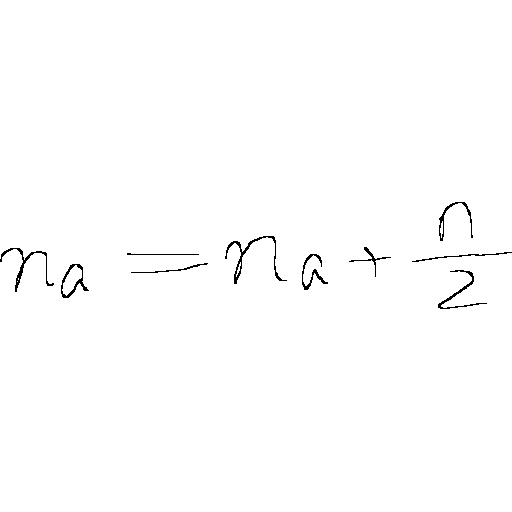 n_a = n_a + \frac{n}{2}